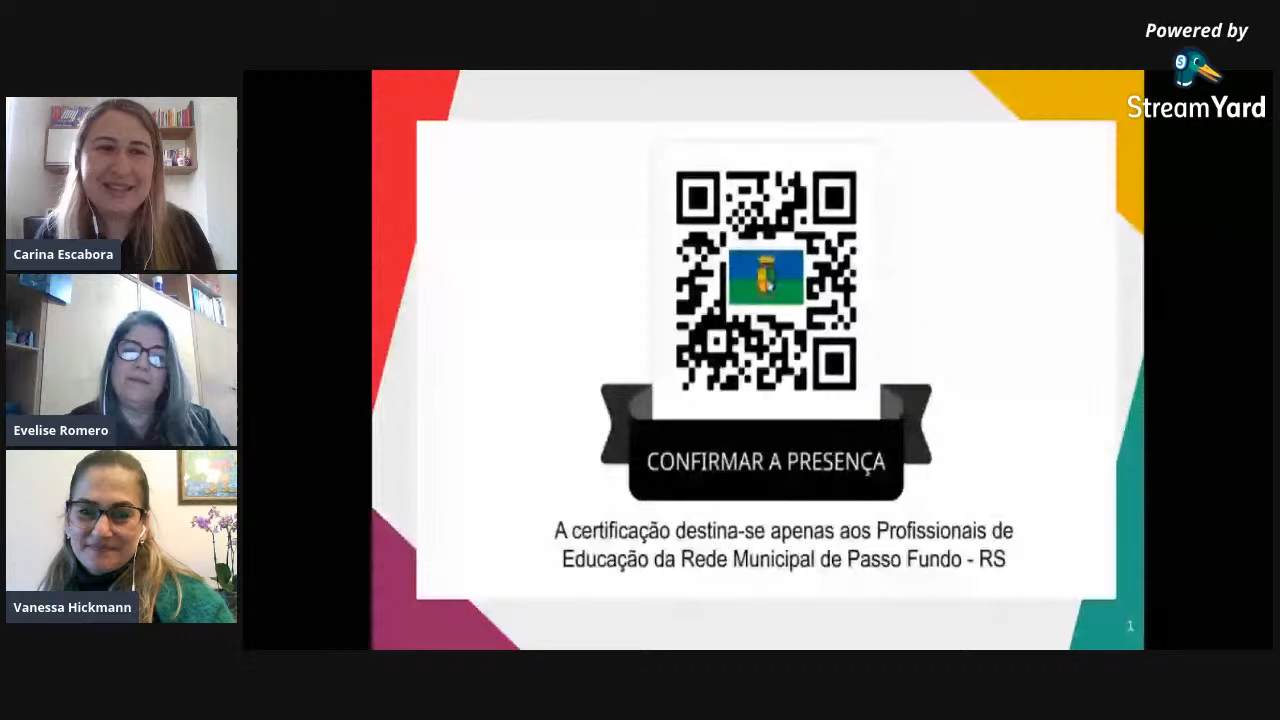 Powered by
StreamYard
Carina Escabora
Evelise Romero
Vanessa Hickmann
CONFIRMAR A PRESENÇA
A certificação destina-se apenas aos Profissionais de
Educação da Rede Municipal de Passo Fundo - RS
1